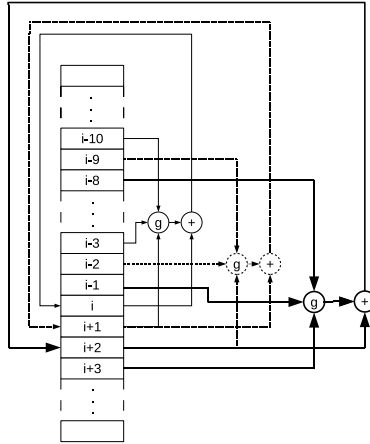 i-10
i-9
i-8
i-3
g
+
i-2
g
+
i-1
i
g
+
i+1
i+2
i+3